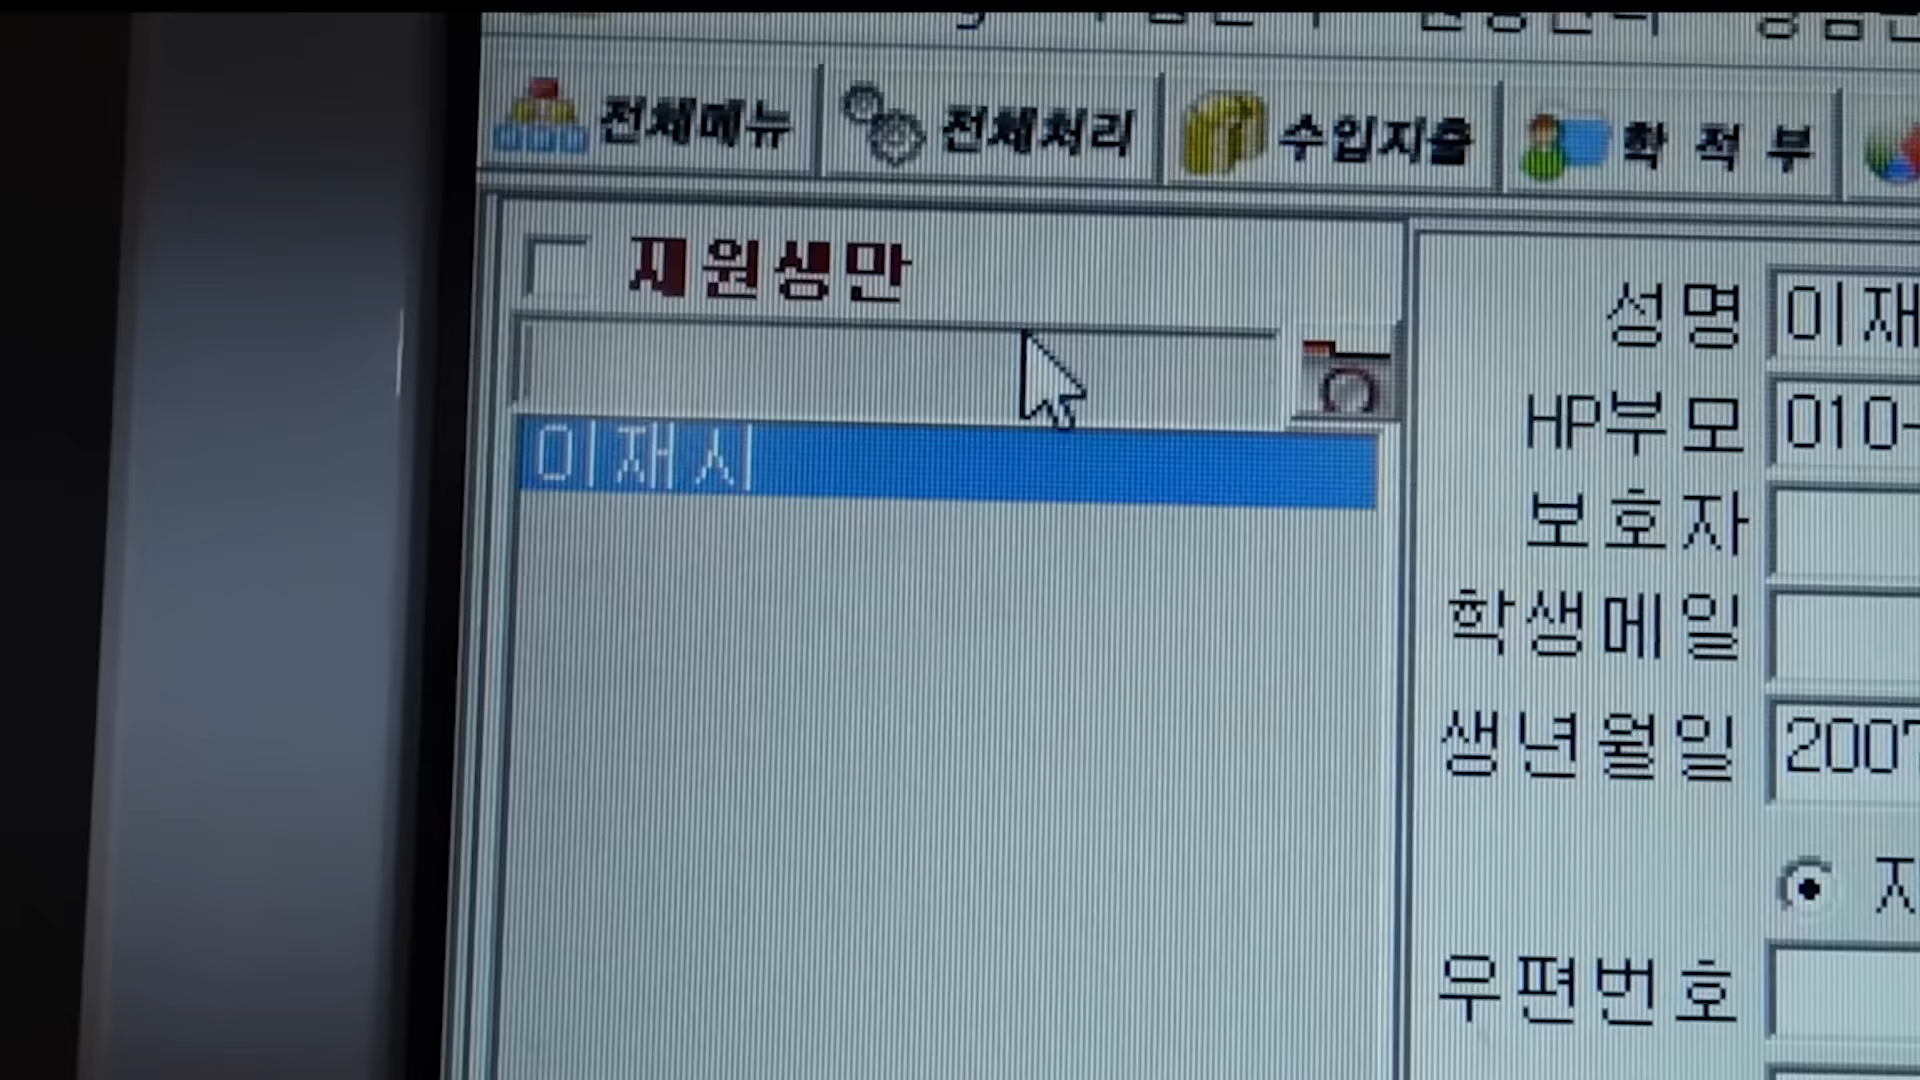 전체메뉴 전체처리 수입지출 학 적 부
재원생만
성명 이재
HP부모 010-
이재시
보호자
학생메일
생년월일 2007
우편번호